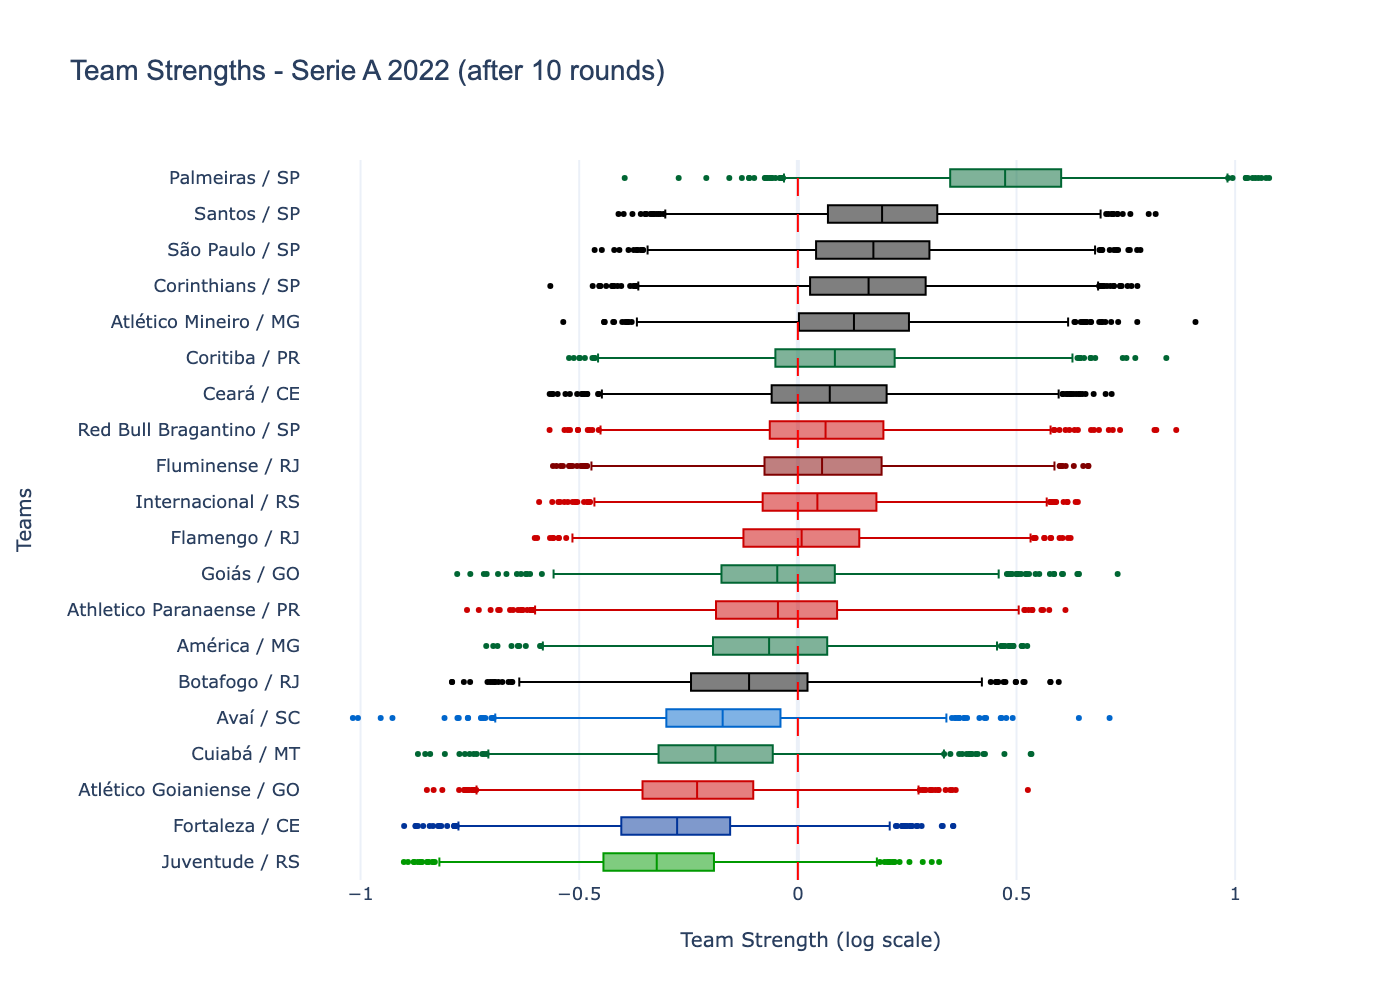 Team Strengths - Serie A 2022 (after 10 rounds)
Palmeiras / SP
Santos / SP
São Paulo / SP
Corinthians / SP
Atlético Mineiro / MG
Coritiba / PR
Ceará / CE
Red Bull Bragantino / SP
Fluminense / RJ
Internacional / RS
Flamengo / RJ
Goiás / GO
Athletico Paranaense / PR
América / MG
Botafogo / RJ
Avaí / SC
Cuiabá / MT
Atlético Goianiense / GO
Fortaleza / CE
Juventude / RS
Teams
−1 −0.5 0 0.5 1
Team Strength (log scale)